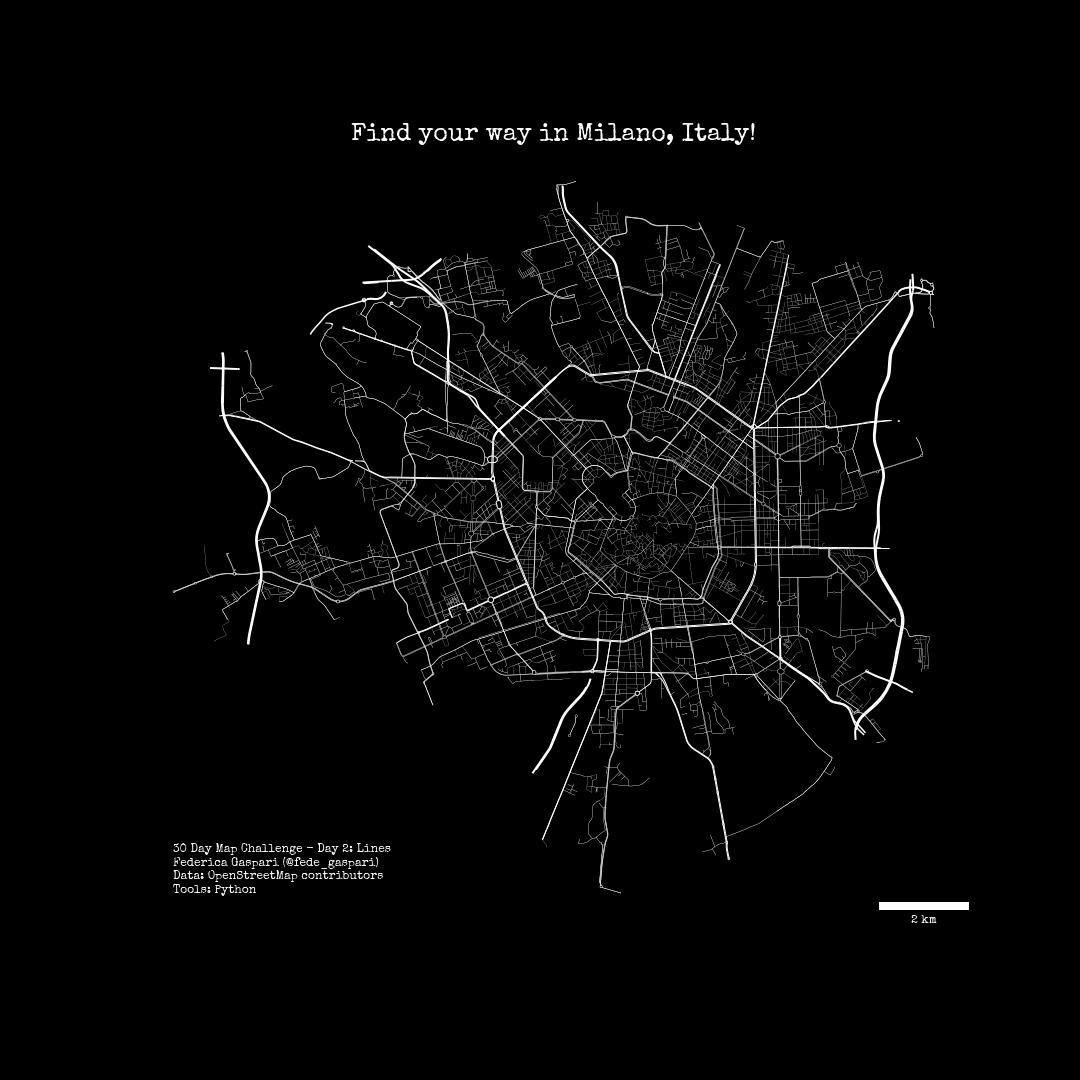 Find your way in Milano, Italy!
30 Day Map Challenge - Day 2: Lines
Federica Gaspari (@fede_gaspari)
Data: OpenStreetMap contributors
Tools: Python
2 km